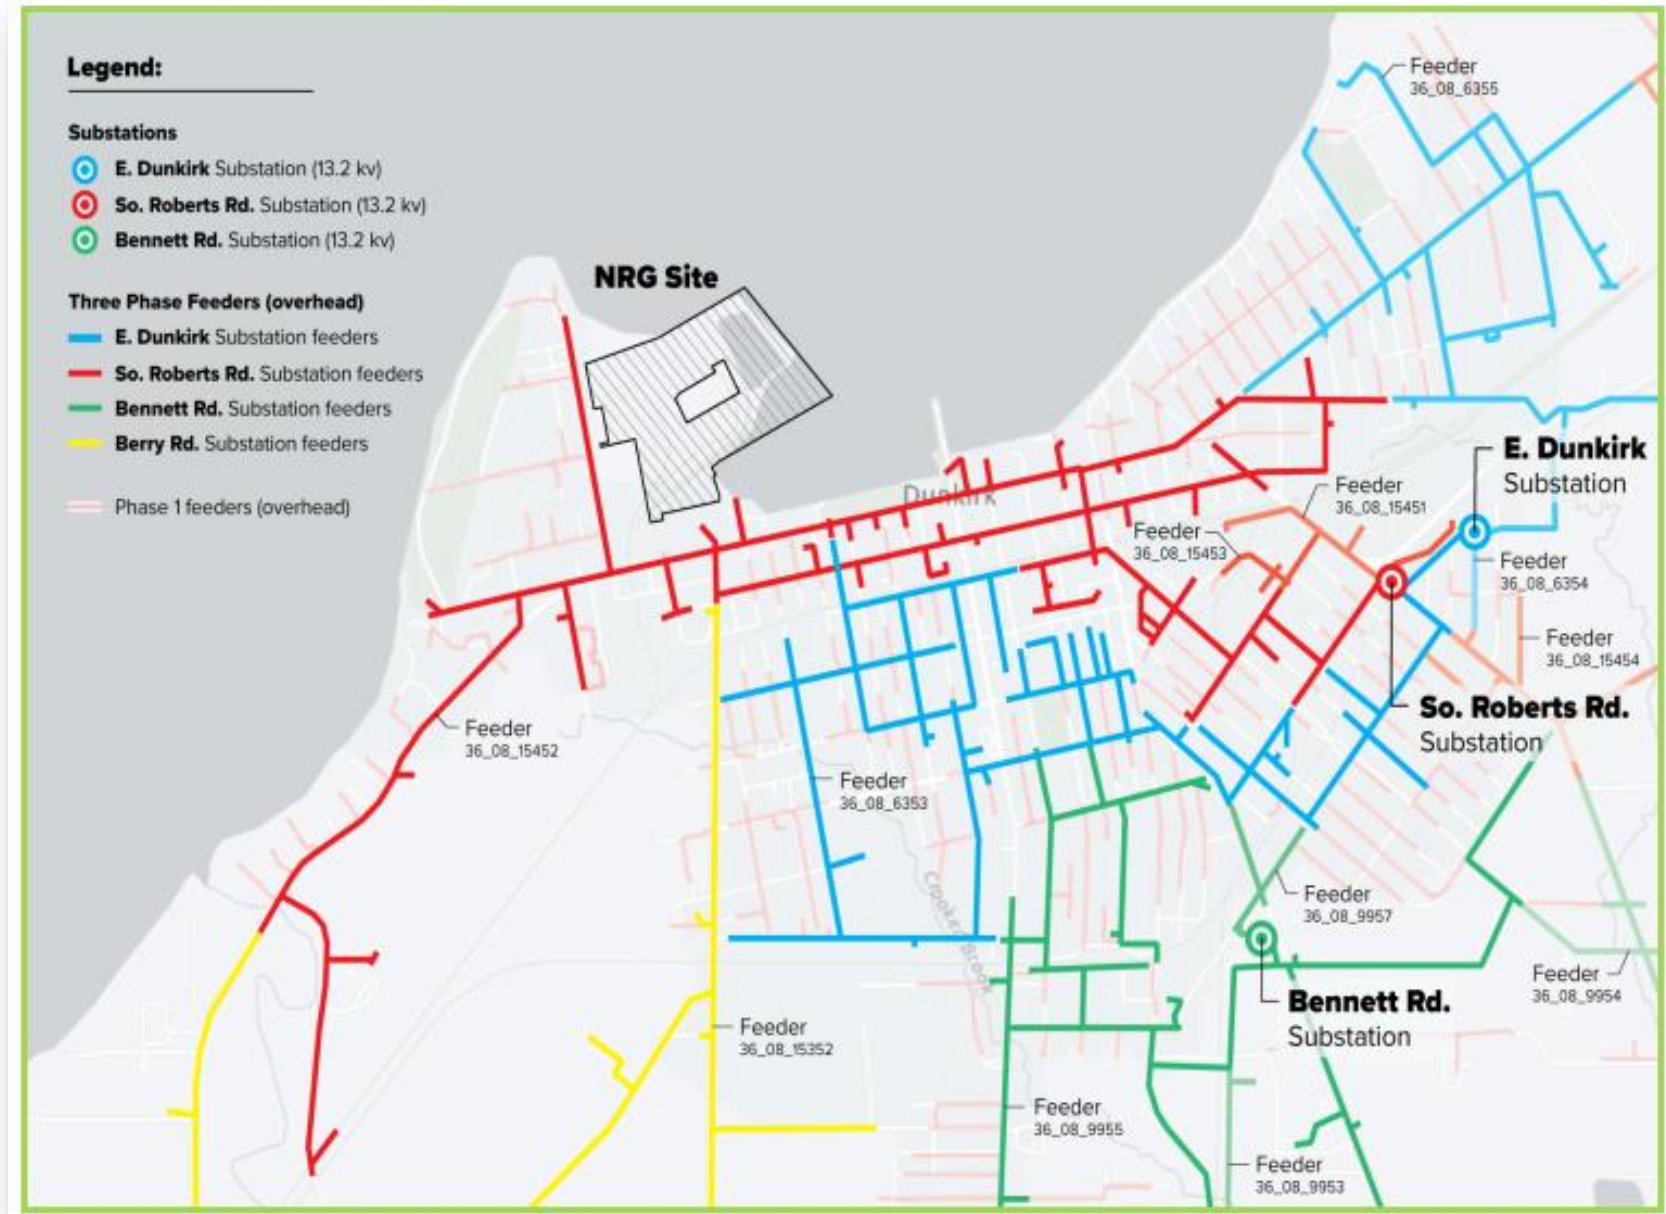 Legend:
Substations
E. Dunkirk Substation (13.2 kv)
So. Roberts Rd. Substation (13.2 kv)
Bennett Rd. Substation (13.2 kv)
Three Phase Feeders (overhead)
E. Dunkirk Substation feeders
So. Roberts Rd. Substation feeders
Bennett Rd. Substation feeders
Berry Rd. Substation feeders
Phase 1 feeders (overhead)
NRG Site
Feeder
36_08_6355
E. Dunkirk
Substation
Dunkirk
Feeder
36_08_15451
Feeder
36_08_15453
Feeder
36_08_6354
Feeder
36_08_15454
So. Roberts Rd.
Substation
Feeder
36_08_15452
Feeder
36_08_6353
Crooked Brook
Feeder
36_08_9957
Feeder
36_08_9954
Bennett Rd.
Substation
Feeder
36_08_15352
Feeder
36_08_9955
Feeder
36_08_9953